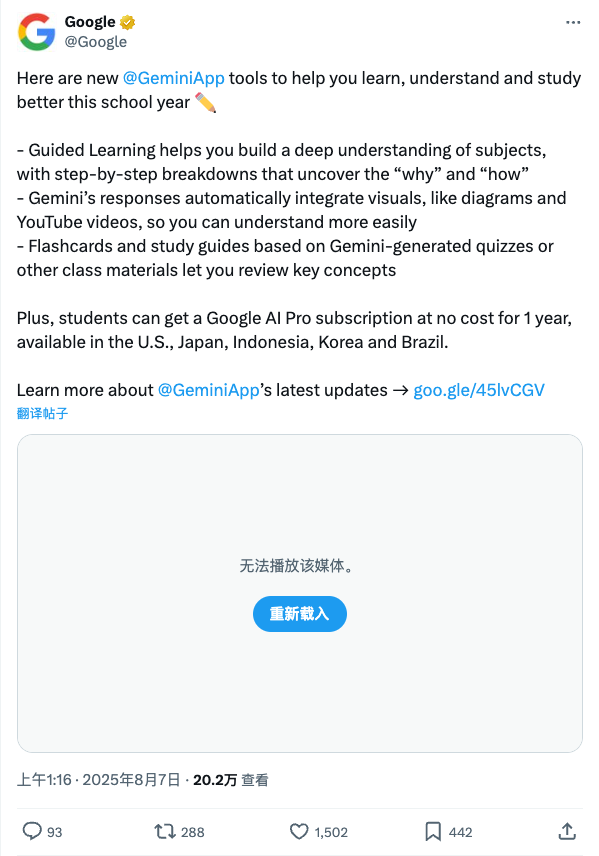 Google
@Google
Here are new @GeminiApp tools to help you learn, understand and study
better this school year ✏️
- Guided Learning helps you build a deep understanding of subjects,
with step-by-step breakdowns that uncover the “why” and “how”
- Gemini’s responses automatically integrate visuals, like diagrams and
YouTube videos, so you can understand more easily
- Flashcards and study guides based on Gemini-generated quizzes or
other class materials let you review key concepts
Plus, students can get a Google AI Pro subscription at no cost for 1 year,
available in the U.S., Japan, Indonesia, Korea and Brazil.
Learn more about @GeminiApp’s latest updates → goo.gle/45lvCGV
翻译帖子
无法播放该媒体。
重新载入
上午1:16 · 2025年8月7日 · 20.2万 查看
93 288 1,502 442